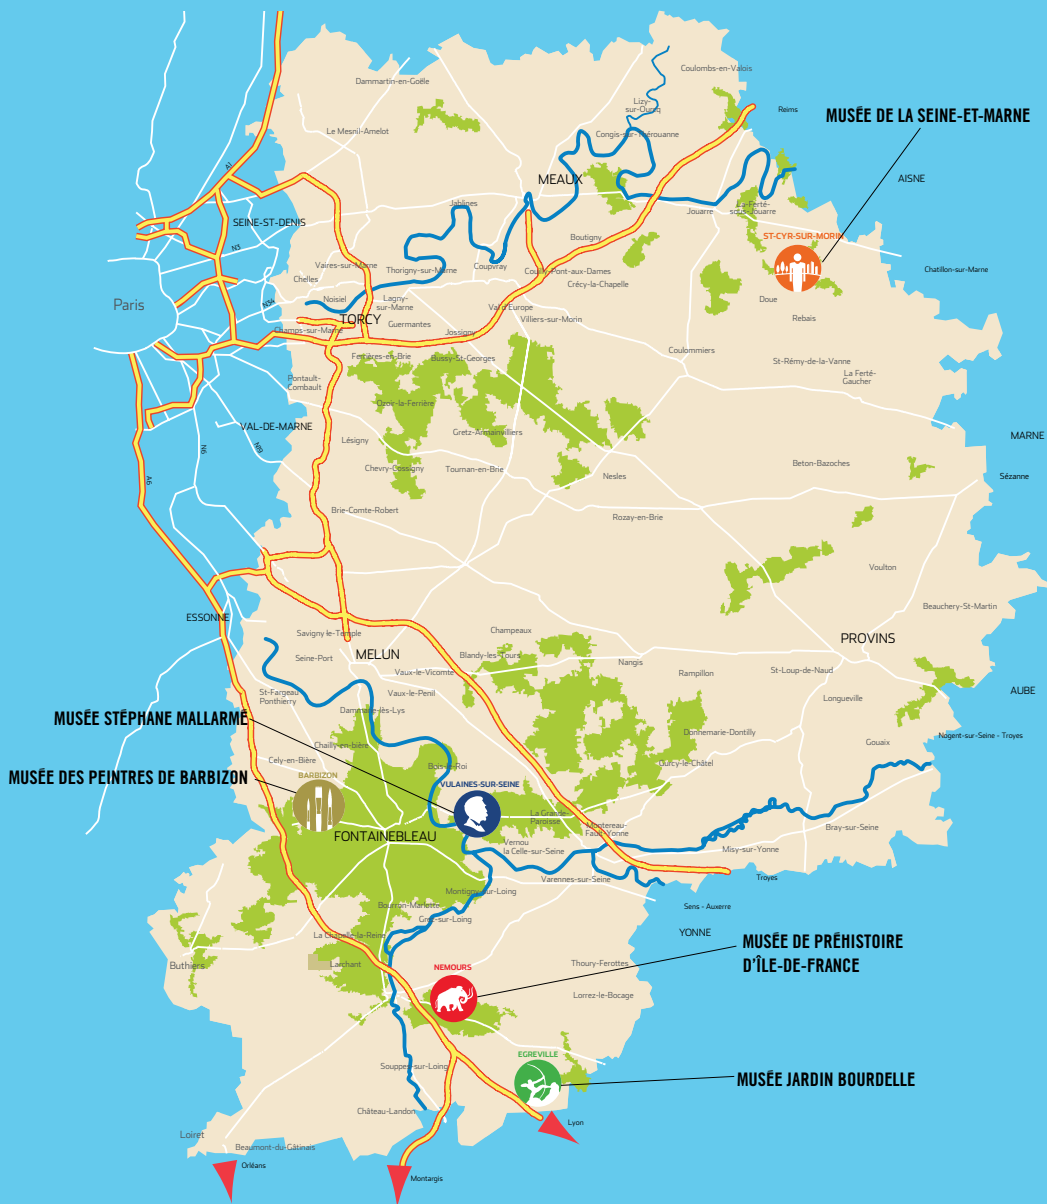 Coulombs-en-Valois
Dammartin-en-Goële
Lizy-
sur-Ourcq
Reims
MUSÉE DE LA SEINE-ET-MARNE
Le Mesnil-Amelot
Congis-sur-Thérouanne
A1
MEAUX
AISNE
Jablines
La-Ferté-
sous-Jouarre
Jouarre
SEINE-ST-DENIS
N3
Boutigny
ST-CYR-SUR-MORIN
Vaires-sur-Marne
Thorigny-sur-Marne
Coupvray
Couilly-Pont-aux-Dames
Chatillon-sur-Marne
Chelles
Crécy-la-Chapelle
Paris
N34
Noisiel
Lagny-
sur-Marne
Val d'Europe
Doue
TORCY
Guermantes
Villiers-sur-Morin
Rebais
Champs-sur-Marne
Jossigny
Ferrières-en-Brie
Bussy-St-Georges
Coulommiers
St-Rémy-de-la-Vanne
La Ferté-
Gaucher
Pontault-
Combault
Ozoir-la-Ferrière
VAL-DE-MARNE
Lésigny
Gretz-Armainvilliers
MARNE
N6
N19
Chevry-Cossigny
Tournan-en-Brie
Nesles
Beton-Bazoches
Sézanne
A6
Brie-Comte-Robert
Rozay-en-Brie
Voulton
Beauchery-St-Martin
ESSONNE
Savigny le-Temple
Champeaux
PROVINS
Seine-Port
MELUN
Blandy-les-Tours
Nangis
Vaux-le-Vicomte
Rampillon
St-Loup-de-Naud
St-Fargeau
Ponthierry
Vaux-le-Penil
Longueville
AUBE
Dammarie-lès-Lys
MUSÉE STÉPHANE MALLARMÉ
Donnemarie-Dontilly
Nogent-sur-Seine - Troyes
Chailly-en-bière
Gouaix
Cely-en-Bière
Bois-le-Roi
Gurcy-le-Châtel
MUSÉE DES PEINTRES DE BARBIZON
BARBIZON
VULAINES-SUR-SEINE
La Grande-
Paroisse
Montereau-
Fault-Yonne
Bray-sur-Seine
FONTAINEBLEAU
Vernou
la Celle-sur-Seine
Misy-sur-Yonne
Varennes-sur-Seine
Troyes
Montigny-sur-Loing
Bourron-Marlotte
Sens - Auxerre
Grez-sur-Loing
YONNE
La Chapelle-la-Reine
MUSÉE DE PRÉHISTOIRE
D'ÎLE-DE-FRANCE
Buthiers
Larchant
NEMOURS
Thoury-Ferottes
Lorrez-le-Bocage
EGREVILLE
Souppes-sur-Loing
MUSÉE JARDIN BOURDELLE
Château-Landon
Lyon
Loiret
Beaumont-du-Gâtinais
Orléans
Montargis